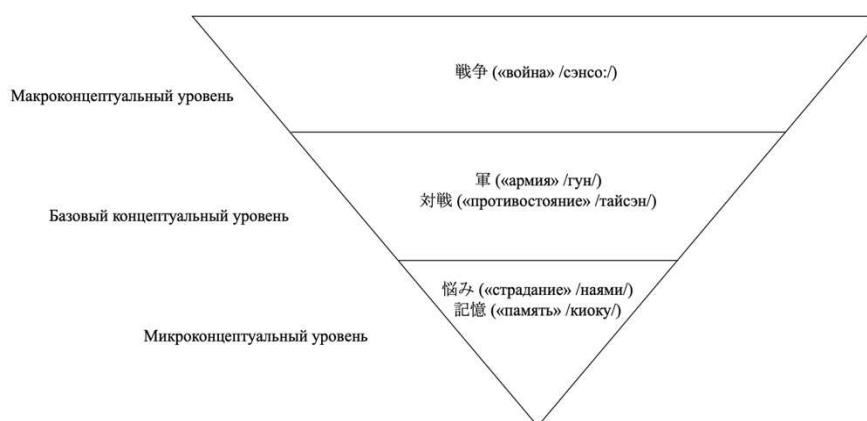 戦争 («война» /сэнсо:/)
Макроконцептуальный уровень
軍 («армия» /гун/)
対戦 («противостояние» /тайсэн/)
Базовый концептуальный уровень
悩み («страдание» /наями/)
記憶 («память» /киоку/)
Микроконцептуальный уровень